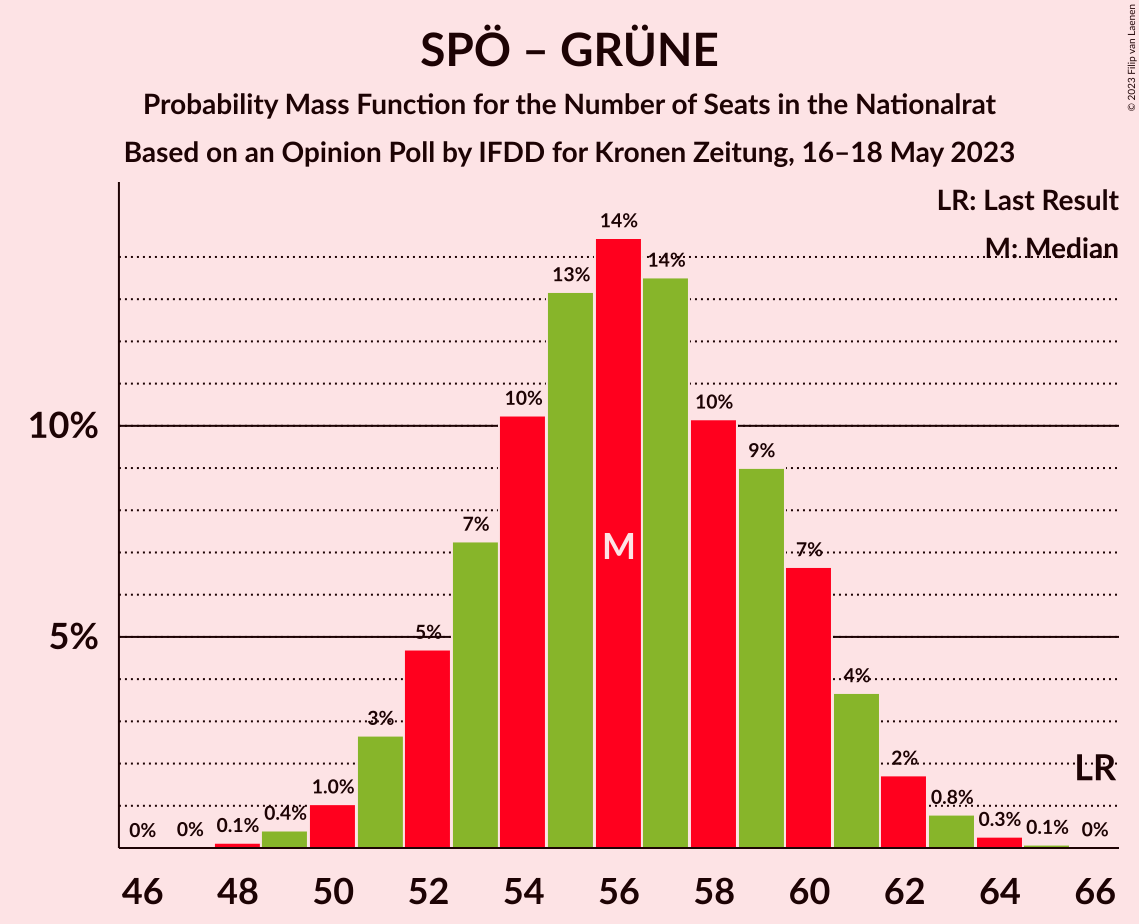 SPÖ – GRÜNE
Probability Mass Function for the Number of Seats in the Nationalrat
Based on an Opinion Poll by IFDD for Kronen Zeitung, 16–18 May 2023
© 2023 Filip van Laenen
LR: Last Result
M: Median
10%
5%
0%
0%
0.1%
0.4%
1.0%
3%
5%
7%
10%
13%
14%
14%
10%
9%
7%
4%
2%
0.8%
0.3%
0.1%
0%
M
LR
46 48 50 52 54 56 58 60 62 64 66